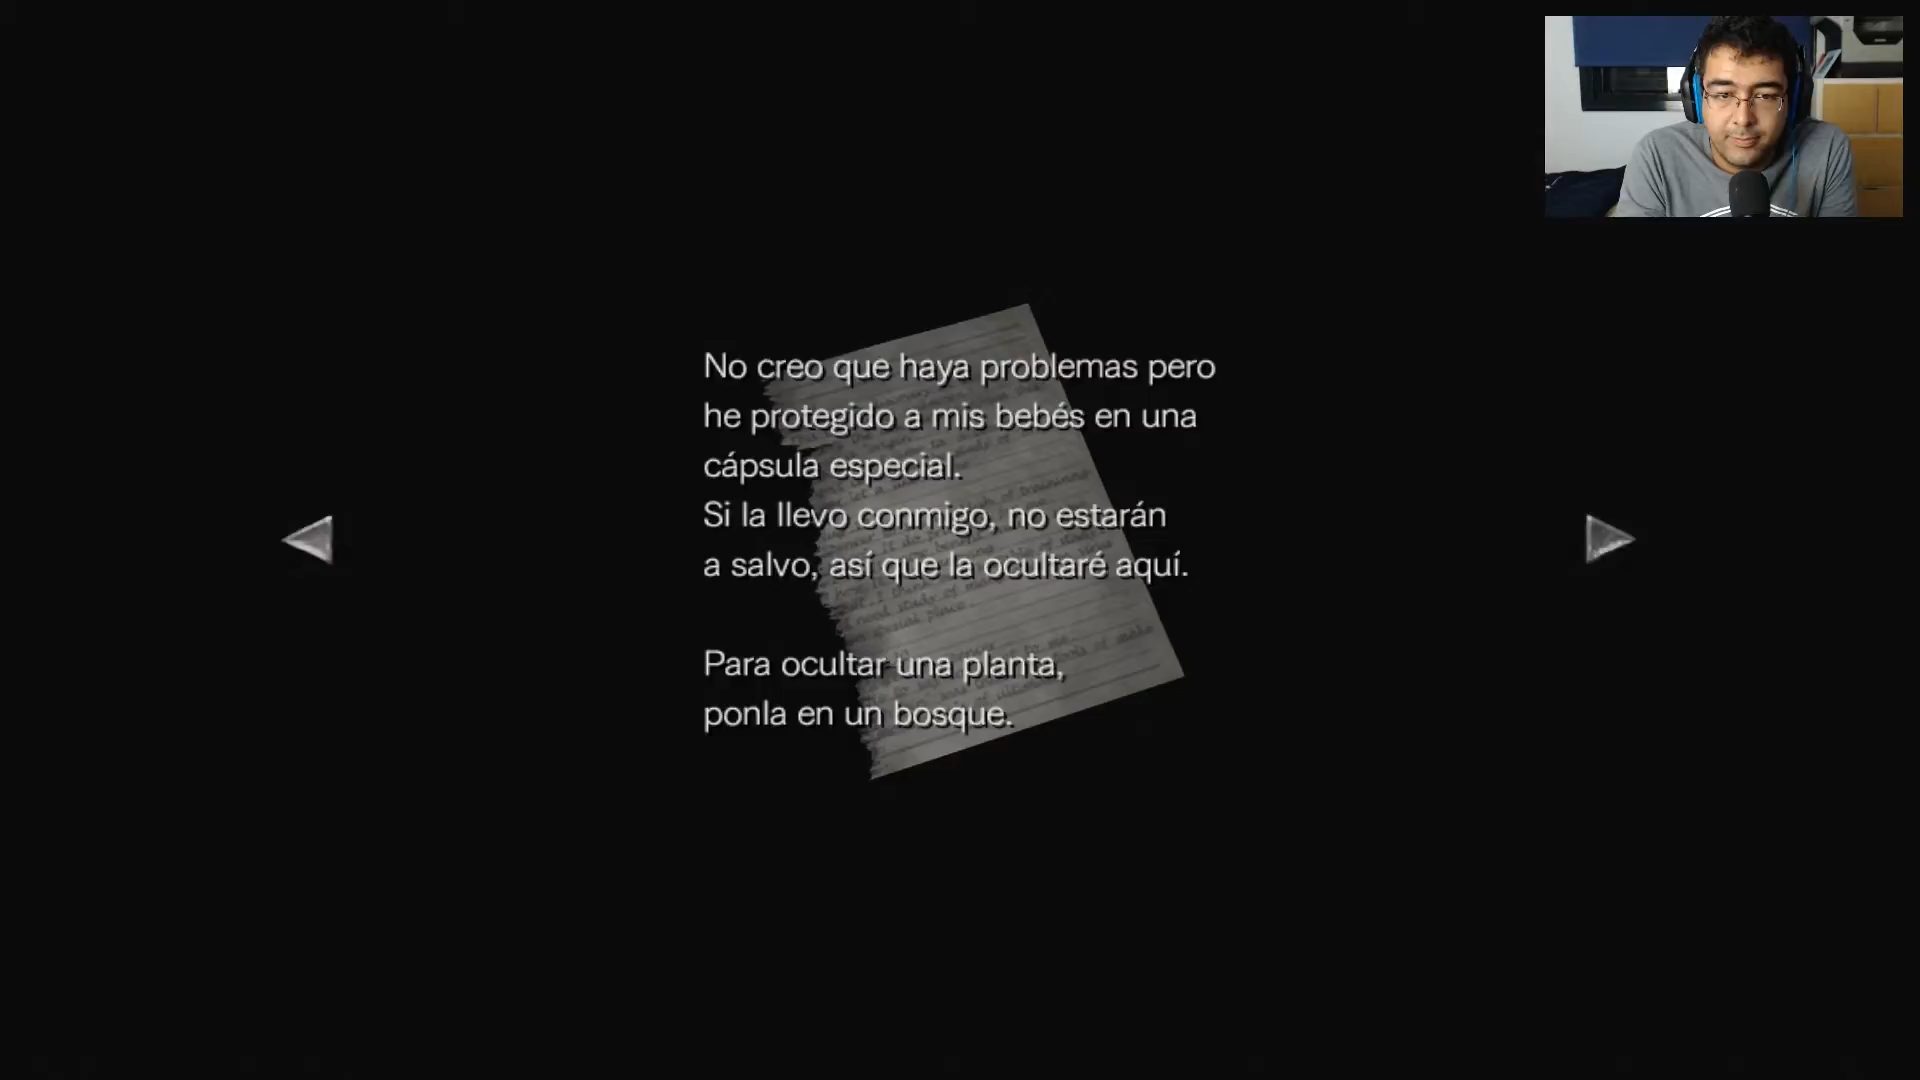 No creo que haya problemas pero
he protegido a mis bebés en una
cápsula especial.
Si la llevo conmigo, no estarán
a salvo, así que la ocultaré aquí.
Para ocultar una planta,
ponla en un bosque.